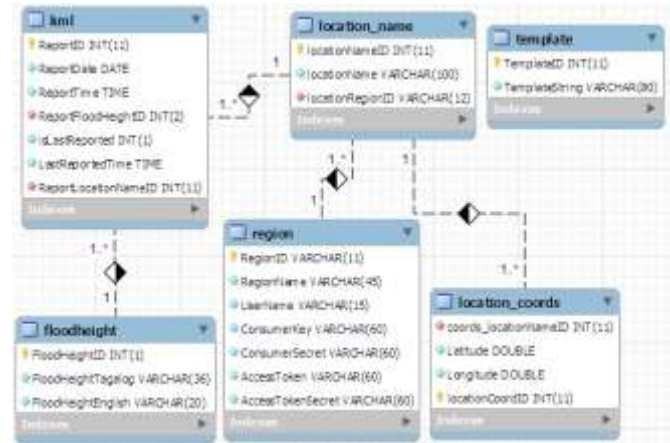 kml
ReportID INT(11)
ReportDate DATE
ReportTime TIME
ReportFloodHeightID INT(2)
isLastReported INT(1)
LastReportedTime TIME
ReportLocationNameID INT(11)
Indexes
location_name
locationNameID INT(11)
locationName VARCHAR(100)
locationRegionID VARCHAR(12)
Indexes
template
TemplateID INT(11)
TemplateString VARCHAR(80)
Indexes
1
1..*
1..*
1
1
1..*
1..*
1
region
RegionID VARCHAR(11)
RegionName VARCHAR(45)
UserName VARCHAR(15)
ConsumerKey VARCHAR(60)
ConsumerSecret VARCHAR(60)
AccessToken VARCHAR(60)
AccessTokenSecret VARCHAR(60)
Indexes
floodheight
FloodHeightID INT(1)
FloodHeightTagalog VARCHAR(36)
FloodHeightEnglish VARCHAR(20)
Indexes
location_coords
coords_locationNameID INT(11)
Latitude DOUBLE
Longitude DOUBLE
locationCoordID INT(11)
Indexes